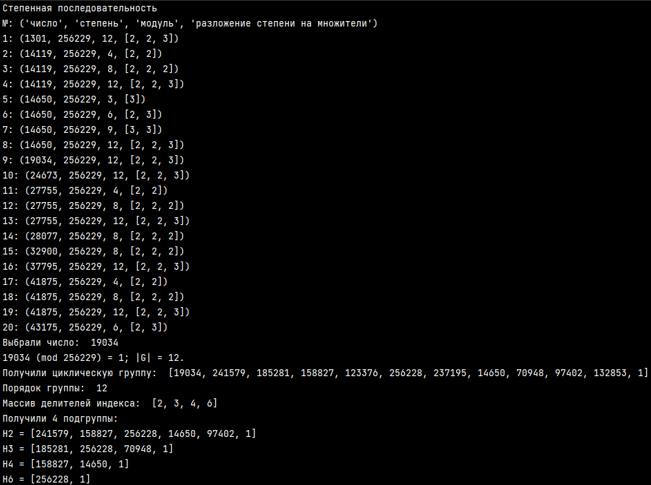 Степенная последовательность
№: ('число', 'степень', 'модуль', 'разложение степени на множители')
1: (1301, 256229, 12, [2, 2, 3])
2: (14119, 256229, 4, [2, 2])
3: (14119, 256229, 8, [2, 2, 2])
4: (14119, 256229, 12, [2, 2, 3])
5: (14650, 256229, 3, [3])
6: (14650, 256229, 6, [2, 3])
7: (14650, 256229, 9, [3, 3])
8: (14650, 256229, 12, [2, 2, 3])
9: (19034, 256229, 12, [2, 2, 3])
10: (24673, 256229, 12, [2, 2, 3])
11: (27755, 256229, 4, [2, 2])
12: (27755, 256229, 8, [2, 2, 2])
13: (27755, 256229, 12, [2, 2, 3])
14: (28077, 256229, 8, [2, 2, 2])
15: (32900, 256229, 8, [2, 2, 2])
16: (37795, 256229, 12, [2, 2, 3])
17: (41875, 256229, 4, [2, 2])
18: (41875, 256229, 8, [2, 2, 2])
19: (41875, 256229, 12, [2, 2, 3])
20: (43175, 256229, 6, [2, 3])
Выбрали число:  19034
19034 (mod 256229) = 1; |G| = 12.
Получили циклическую группу:  [19034, 241579, 185281, 158827, 123376, 256228, 237195, 14650, 70948, 97402, 132853, 1]
Порядок группы:  12
Массив делителей индекса:  [2, 3, 4, 6]
Получили 4 подгруппы:
H2 = [241579, 158827, 256228, 14650, 97402, 1]
H3 = [185281, 256228, 70948, 1]
H4 = [158827, 14650, 1]
H6 = [256228, 1]